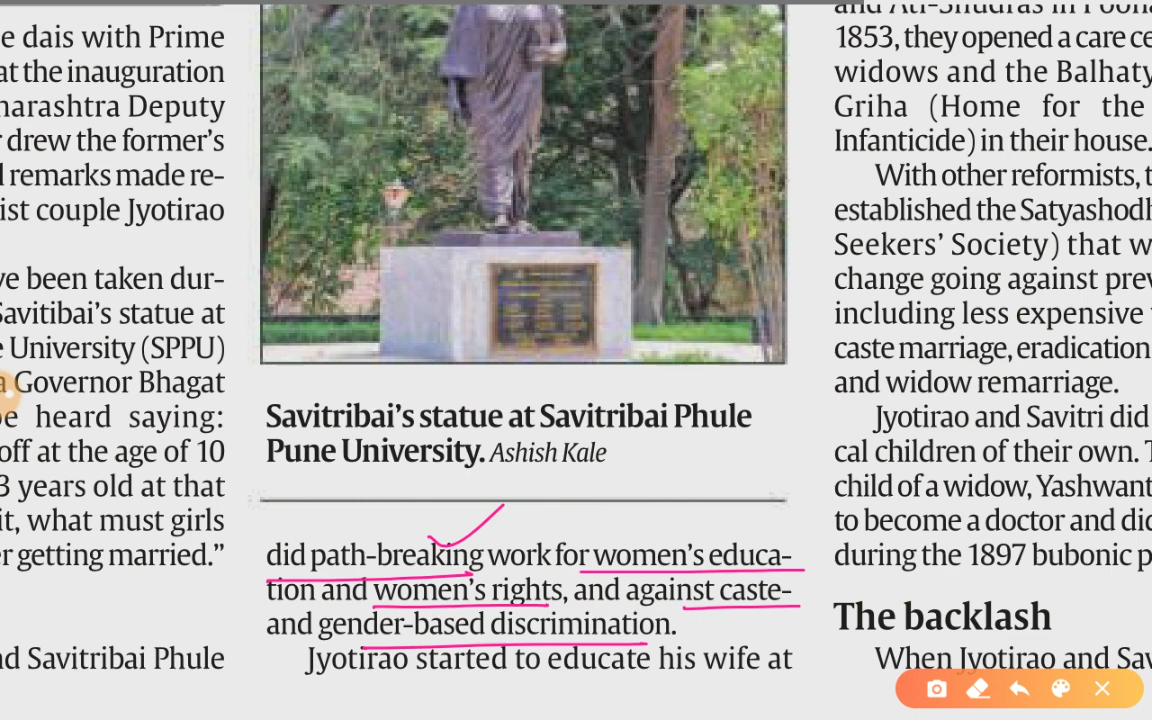 e dais with Prime
at the inauguration
harashtra Deputy
drew the former's
remarks made re-
ist couple Jyotirao
ve been taken dur-
Savitibai's statue at
University (SPPU)
Governor Bhagat
heard saying:
off at the age of 10
3 years old at that
it, what must girls
er getting married."
nd Savitribai Phule
Savitribai's statue at Savitribai Phule
Pune University. Ashish Kale
did path-breaking work for women's educa-
tion and women's rights, and against caste-
and gender-based discrimination.
Jyotirao started to educate his wife at
and Ati-Shudras in Poona
1853, they opened a care ce
widows and the Balhaty
Griha (Home for the
Infanticide) in their house.
With other reformists, t
established the Satyashodh
Seekers' Society) that w
change going against prev
including less expensive
caste marriage, eradication
and widow remarriage.
Jyotirao and Savitri did
cal children of their own. T
child of a widow, Yashwant
to become a doctor and did
during the 1897 bubonic p
The backlash
When Jyotirao and Sav